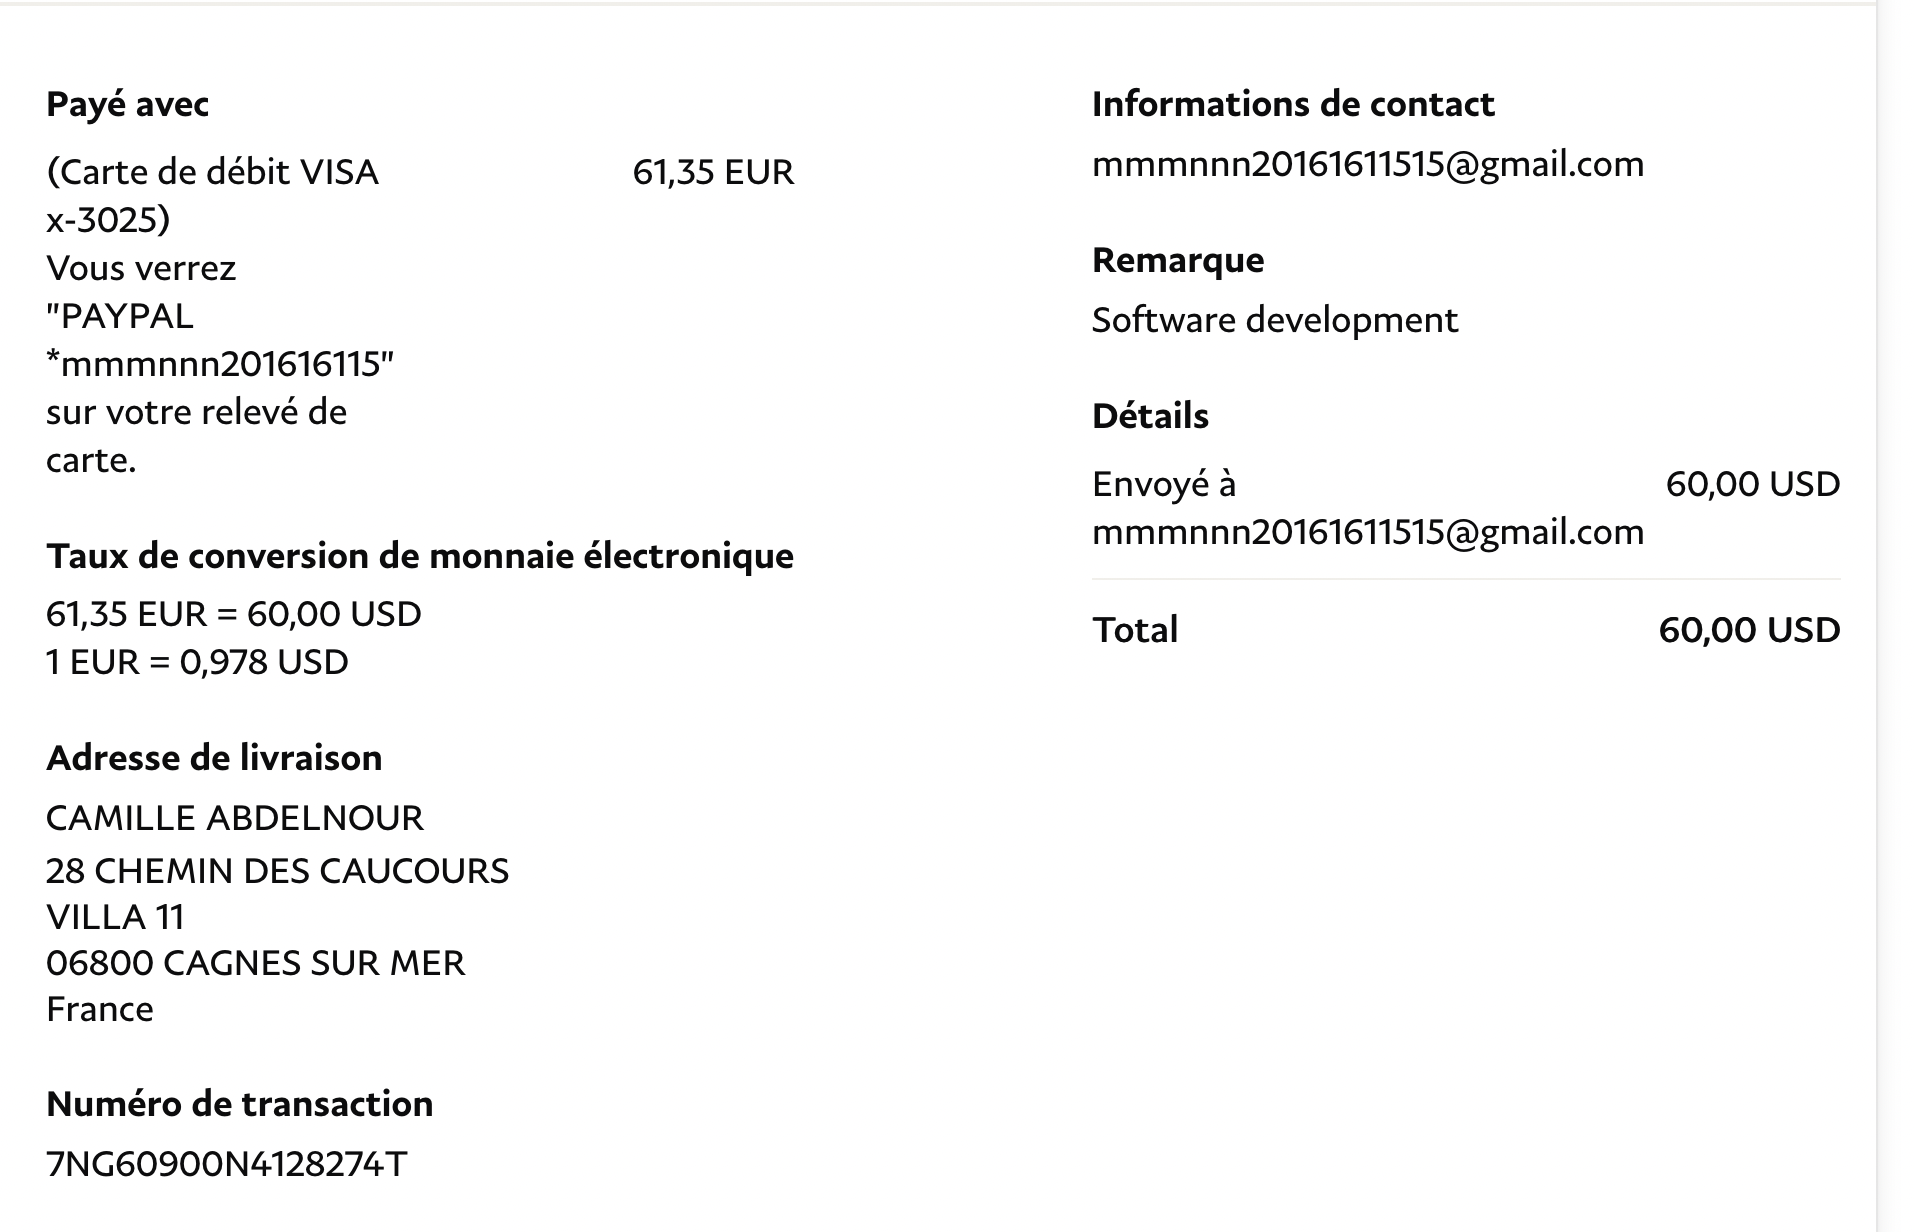 Payé avec
(Carte de débit VISA
x-3025)
61,35 EUR
Vous verrez
"PAYPAL
*mmmnnn201616115"
sur votre relevé de
carte.
Taux de conversion de monnaie électronique
61,35 EUR = 60,00 USD
1 EUR = 0,978 USD
Adresse de livraison
CAMILLE ABDELNOUR
28 CHEMIN DES CAUCOURS
VILLA 11
06800 CAGNES SUR MER
France
Numéro de transaction
7NG60900N4128274T
Informations de contact
mmmnnn20161611515@gmail.com
Remarque
Software development
Détails
Envoyé à
mmmnnn20161611515@gmail.com
60,00 USD
Total
60,00 USD